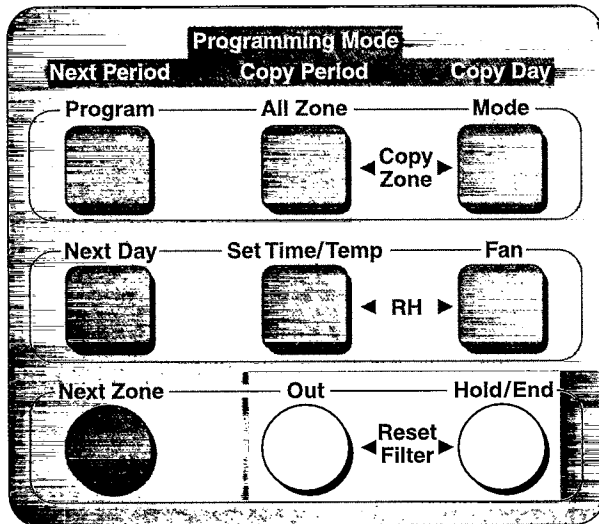 Programming Mode
Next Period Copy Period Copy Day
Program All Zone Mode
Copy
Zone
Next Day Set Time/Temp Fan
RH
Next Zone Out Hold/End
Reset
Filter